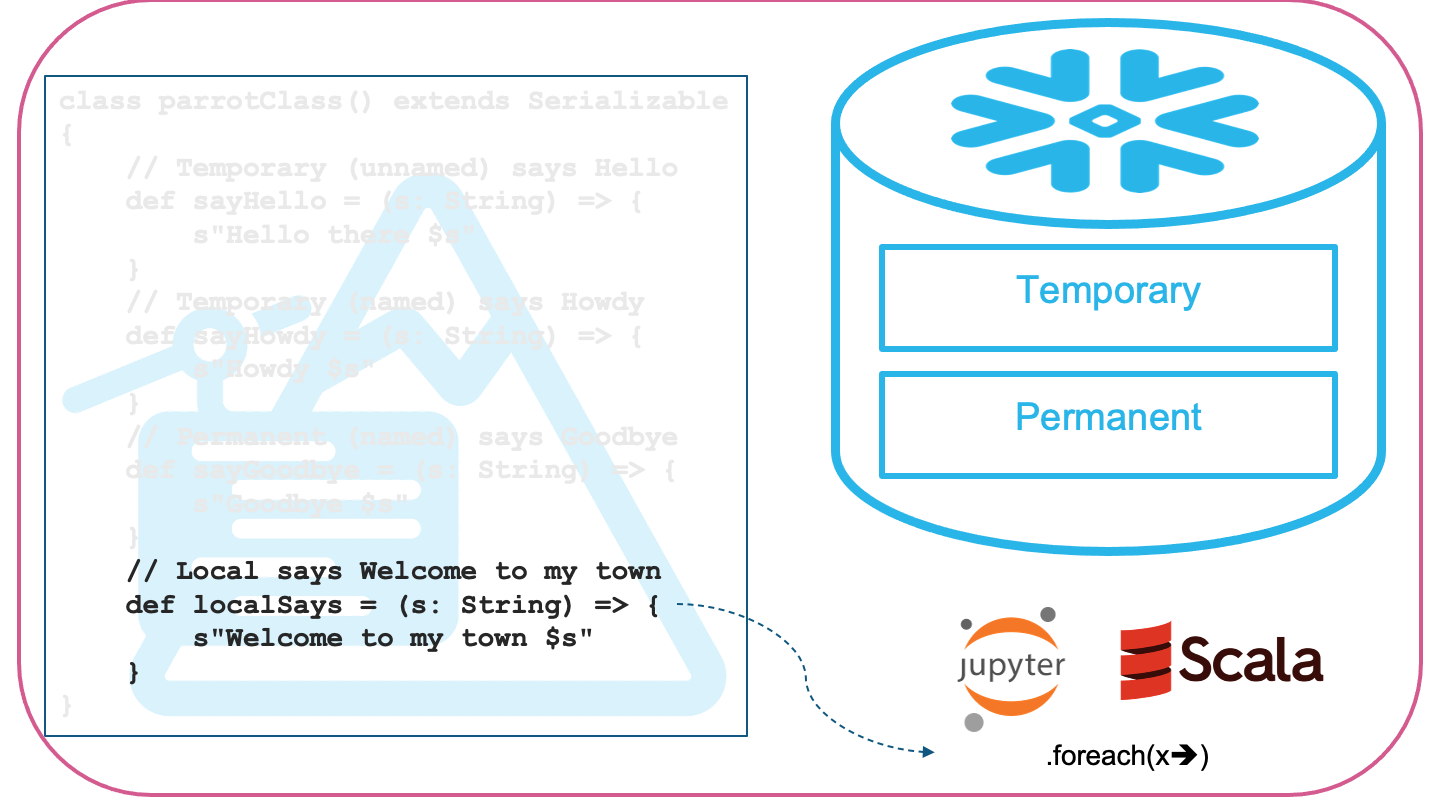 class parrotClass() extends Serializable
{
    // Temporary (unnamed) says Hello
    def sayHello = (s: String) => {
        s"Hello there $s"
    }
    // Temporary (named) says Howdy
    def sayHowdy = (s: String) => {
        s"Howdy $s"
    }
    // Permanent (named) says Goodbye
    def sayGoodbye = (s: String) => {
        s"Goodbye $s"
    }
    // Local says Welcome to my town
    def localSays = (s: String) => {
        s"Welcome to my town $s"
    }
}
Temporary
Permanent
jupyter
Scala
.foreach(x➔)